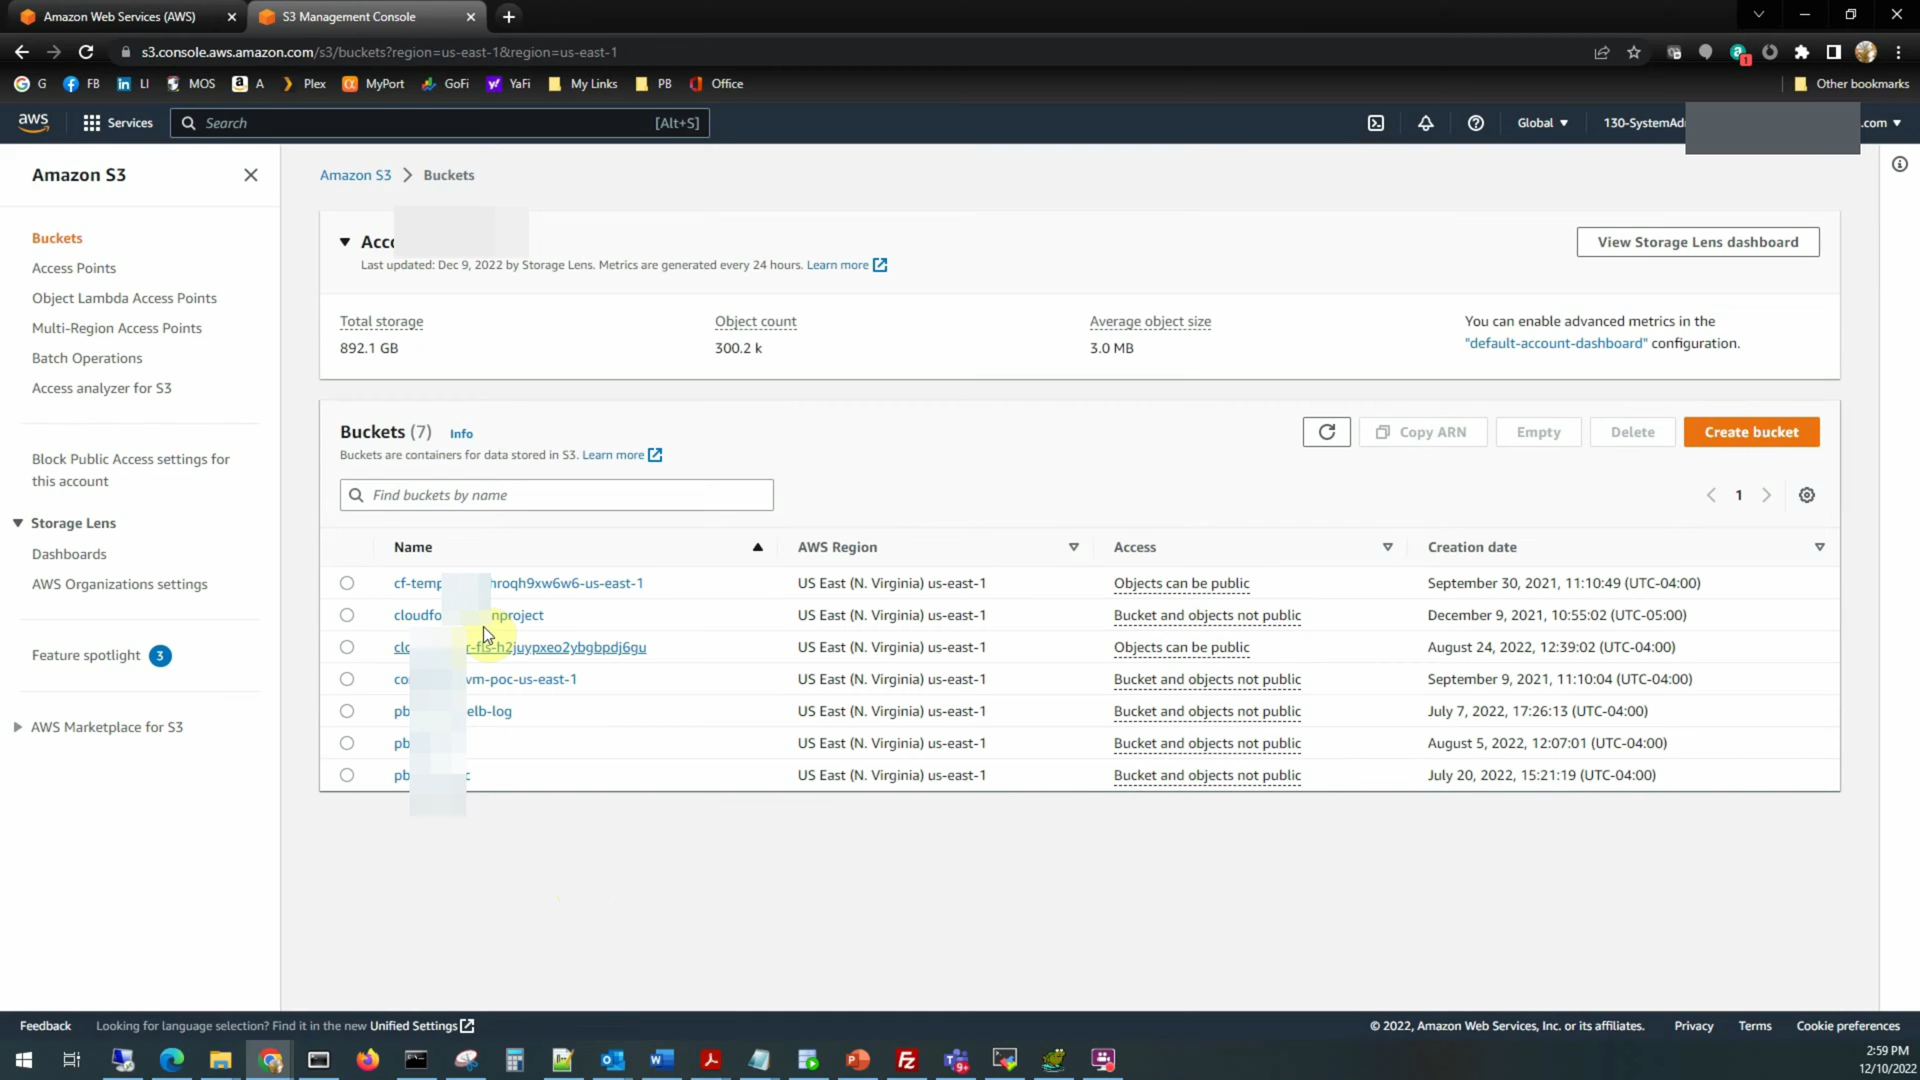 Amazon Web Services (AWS)
S3 Management Console
s3.console.aws.amazon.com/s3/buckets?region=us-east-1&region=us-east-1
G
FB
LI
MOS
A
Plex
MyPort
GoFi
YaFi
My Links
PB
Office
Other bookmarks
aws
Services
Search
[Alt+S]
Global
130-SystemAd
.com
Amazon S3
Buckets
Access Points
Object Lambda Access Points
Multi-Region Access Points
Batch Operations
Access analyzer for S3
Block Public Access settings for
this account
Storage Lens
Dashboards
AWS Organizations settings
Feature spotlight 3
AWS Marketplace for S3
Amazon S3 > Buckets
Acc
Last updated: Dec 9, 2022 by Storage Lens. Metrics are generated every 24 hours. Learn more
View Storage Lens dashboard
Total storage
892.1 GB
Object count
300.2 k
Average object size
3.0 MB
You can enable advanced metrics in the
"default-account-dashboard" configuration.
Buckets (7) Info
Buckets are containers for data stored in S3. Learn more
Copy ARN
Empty
Delete
Create bucket
Find buckets by name
1
Name AWS Region Access Creation date
cf-temp hroqh9xw6w6-us-east-1 US East (N. Virginia) us-east-1 Objects can be public September 30, 2021, 11:10:49 (UTC-04:00)
cloudfo nproject US East (N. Virginia) us-east-1 Bucket and objects not public December 9, 2021, 10:55:02 (UTC-05:00)
clo r-fls-h2juypxeo2ybgbpdj6gu US East (N. Virginia) us-east-1 Objects can be public August 24, 2022, 12:39:02 (UTC-04:00)
co vm-poc-us-east-1 US East (N. Virginia) us-east-1 Bucket and objects not public September 9, 2021, 11:10:04 (UTC-04:00)
pb elb-log US East (N. Virginia) us-east-1 Bucket and objects not public July 7, 2022, 17:26:13 (UTC-04:00)
pb US East (N. Virginia) us-east-1 Bucket and objects not public August 5, 2022, 12:07:01 (UTC-04:00)
pb c US East (N. Virginia) us-east-1 Bucket and objects not public July 20, 2022, 15:21:19 (UTC-04:00)
Feedback
Looking for language selection? Find it in the new Unified Settings
© 2022, Amazon Web Services, Inc. or its affiliates.
Privacy
Terms
Cookie preferences
2:59 PM
12/10/2022